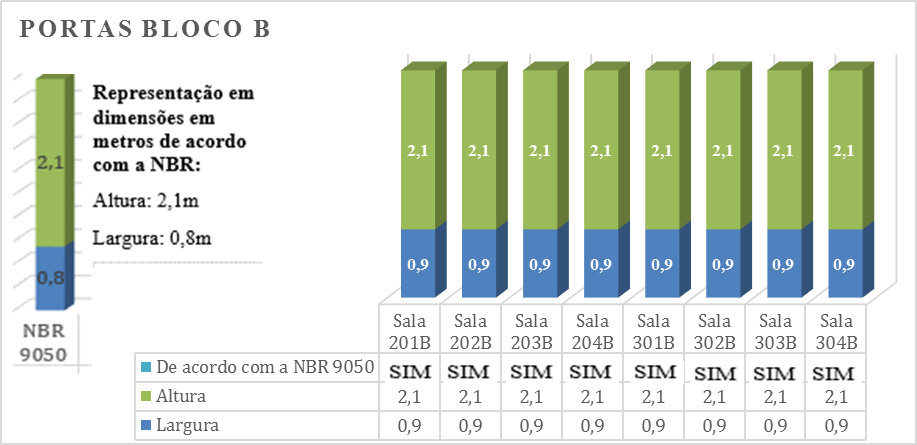 PORTAS BLOCO B
2,1
0,8
NBR
9050
Representação em
dimensões em
metros de acordo
com a NBR:
Altura: 2,1m
Largura: 0,8m
2,1 2,1 2,1 2,1 2,1 2,1 2,1 2,1
0,9 0,9 0,9 0,9 0,9 0,9 0,9 0,9
Sala Sala Sala Sala Sala Sala Sala Sala
201B 202B 203B 204B 301B 302B 303B 304B
De acordo com a NBR 9050 SIM SIM SIM SIM SIM SIM SIM SIM
Altura 2,1 2,1 2,1 2,1 2,1 2,1 2,1 2,1
Largura 0,9 0,9 0,9 0,9 0,9 0,9 0,9 0,9